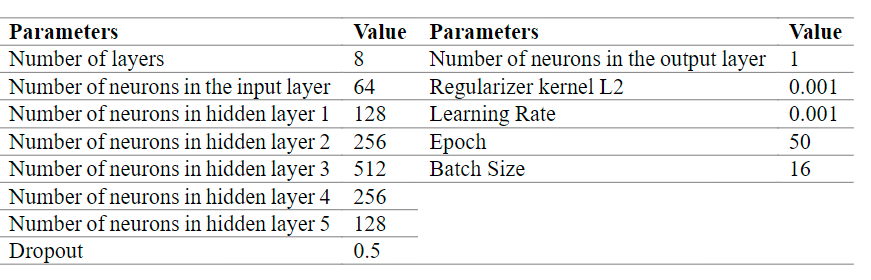 Parameters Value Parameters Value
Number of layers 8 Number of neurons in the output layer 1
Number of neurons in the input layer 64 Regularizer kernel L2 0.001
Number of neurons in hidden layer 1 128 Learning Rate 0.001
Number of neurons in hidden layer 2 256 Epoch 50
Number of neurons in hidden layer 3 512 Batch Size 16
Number of neurons in hidden layer 4 256
Number of neurons in hidden layer 5 128
Dropout 0.5